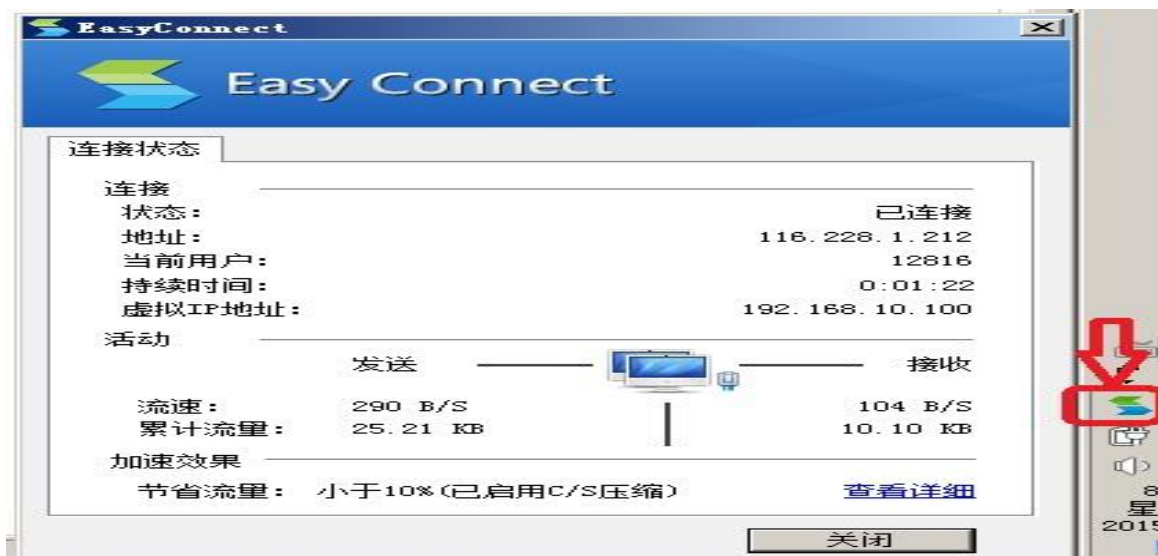 EasyConnect
Easy Connect
连接状态
连接
状态： 已连接
地址： 116.228.1.212
当前用户： 12816
持续时间： 0:01:22
虚拟IP地址： 192.168.10.100
活动
发送 接收
流速： 290 B/S 104 B/S
累计流量： 25.21 KB 10.10 KB
加速效果
节省流量： 小于10%(已启用C/S压缩) 查看详细
关闭
8
星
2015